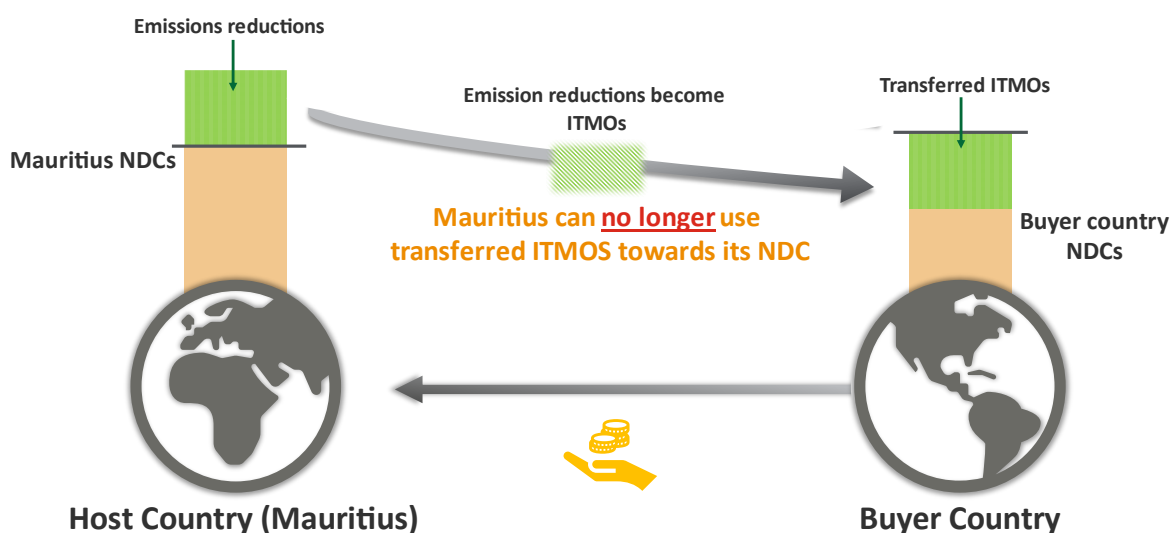 Emissions reductions
Mauritius NDCs
Emission reductions become
ITMOs
Mauritius can no longer use
transferred ITMOS towards its NDC
Transferred ITMOs
Buyer country
NDCs
Host Country (Mauritius)
Buyer Country